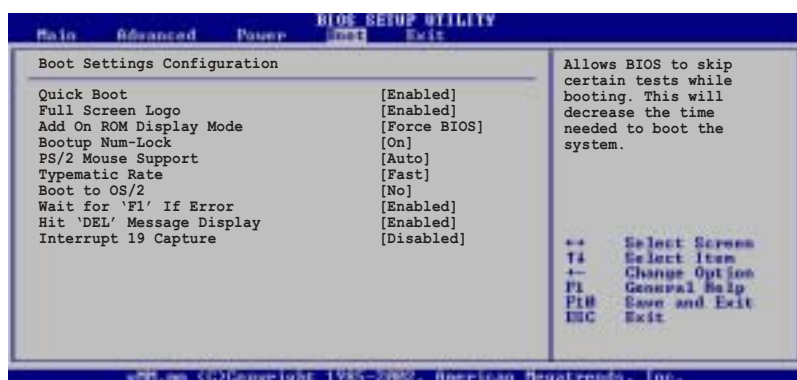 BIOS SETUP UTILITY
Main Advanced Power Boot Exit
Boot Settings Configuration
Quick Boot [Enabled]
Full Screen Logo [Enabled]
Add On ROM Display Mode [Force BIOS]
Bootup Num-Lock [On]
PS/2 Mouse Support [Auto]
Typematic Rate [Fast]
Boot to OS/2 [No]
Wait for ‘F1’ If Error [Enabled]
Hit ‘DEL’ Message Display [Enabled]
Interrupt 19 Capture [Disabled]
Allows BIOS to skip
certain tests while
booting. This will
decrease the time
needed to boot the
system.
↔ Select Screen
↑↓ Select Item
+- Change Option
F1 General Help
F10 Save and Exit
ESC Exit
(C)Copyright 1985-2002, American Megatrends, Inc.